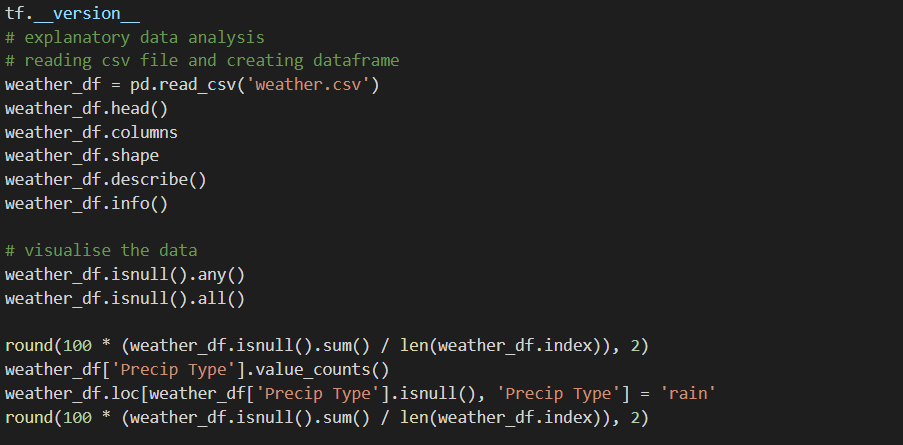 tf.__version__
# explanatory data analysis
# reading csv file and creating dataframe
weather_df = pd.read_csv('weather.csv')
weather_df.head()
weather_df.columns
weather_df.shape
weather_df.describe()
weather_df.info()
# visualise the data
weather_df.isnull().any()
weather_df.isnull().all()
round(100 * (weather_df.isnull().sum() / len(weather_df.index)), 2)
weather_df['Precip Type'].value_counts()
weather_df.loc[weather_df['Precip Type'].isnull(), 'Precip Type'] = 'rain'
round(100 * (weather_df.isnull().sum() / len(weather_df.index)), 2)